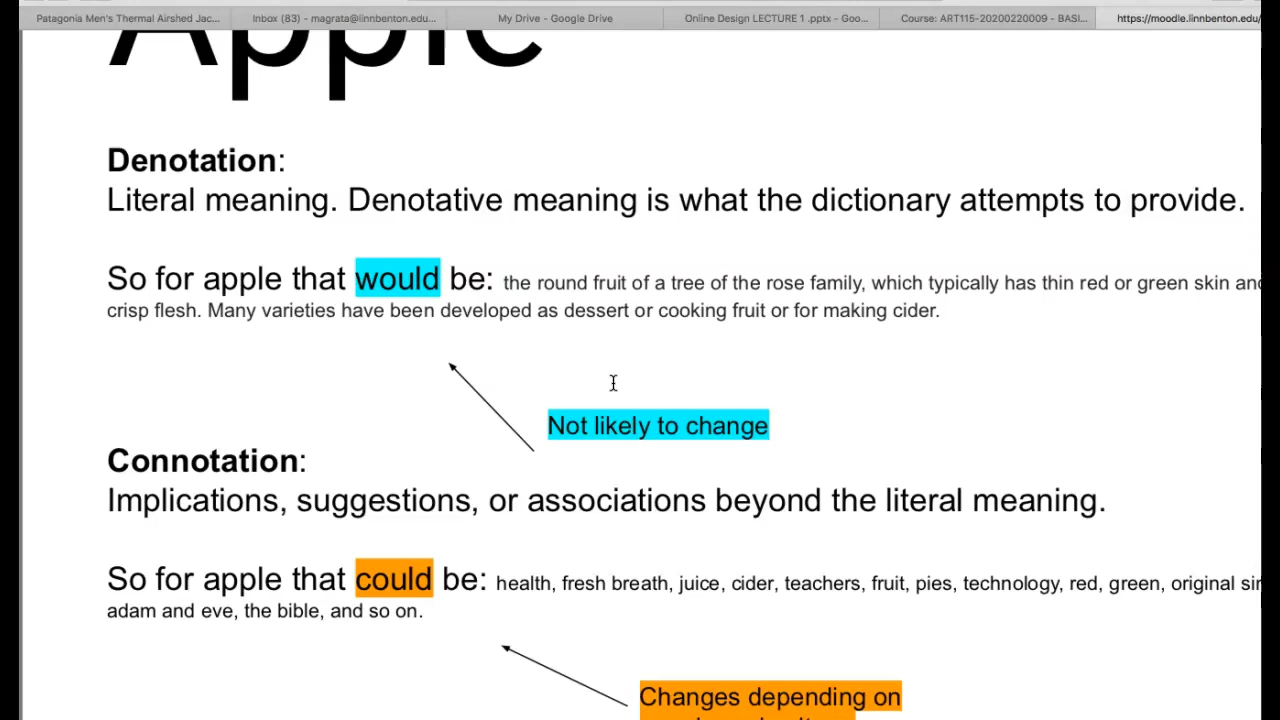 Patagonia Men's Thermal Airshed Jac... Inbox (83) - magrata@linnbenton.edu... My Drive - Google Drive Online Design LECTURE 1 .pptx - Goo... Course: ART115-20200220009 - BASI... https://moodle.linnbenton.edu/
Apple
Denotation:
Literal meaning. Denotative meaning is what the dictionary attempts to provide.
So for apple that would be: the round fruit of a tree of the rose family, which typically has thin red or green skin and
crisp flesh. Many varieties have been developed as dessert or cooking fruit or for making cider.
Not likely to change
Connotation:
Implications, suggestions, or associations beyond the literal meaning.
So for apple that could be: health, fresh breath, juice, cider, teachers, fruit, pies, technology, red, green, original sin
adam and eve, the bible, and so on.
Changes depending on